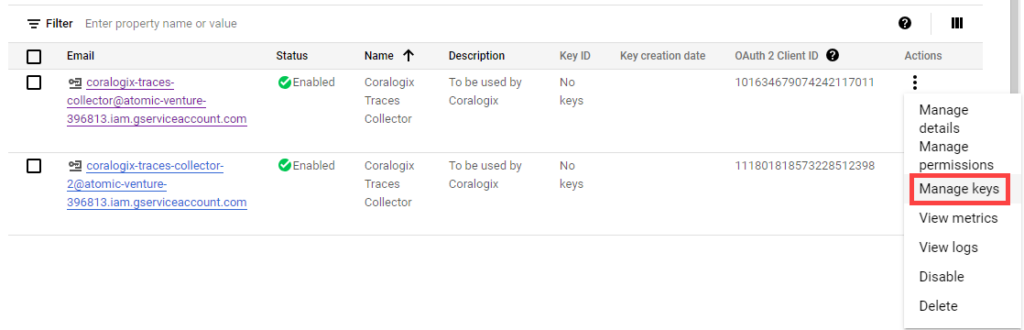 Filter Enter property name or value
Email Status Name Description Key ID Key creation date OAuth 2 Client ID Actions
coralogix-traces- Enabled Coralogix To be used by No 101634679074242117011
collector@atomic-venture- Traces Coralogix keys
396813.iam.gserviceaccount.com Collector
coralogix-traces-collector- Enabled Coralogix To be used by No 111801818573228512398
2@atomic-venture- Traces Coralogix keys
396813.iam.gserviceaccount.com Collector
Manage
details
Manage
permissions
Manage keys
View metrics
View logs
Disable
Delete